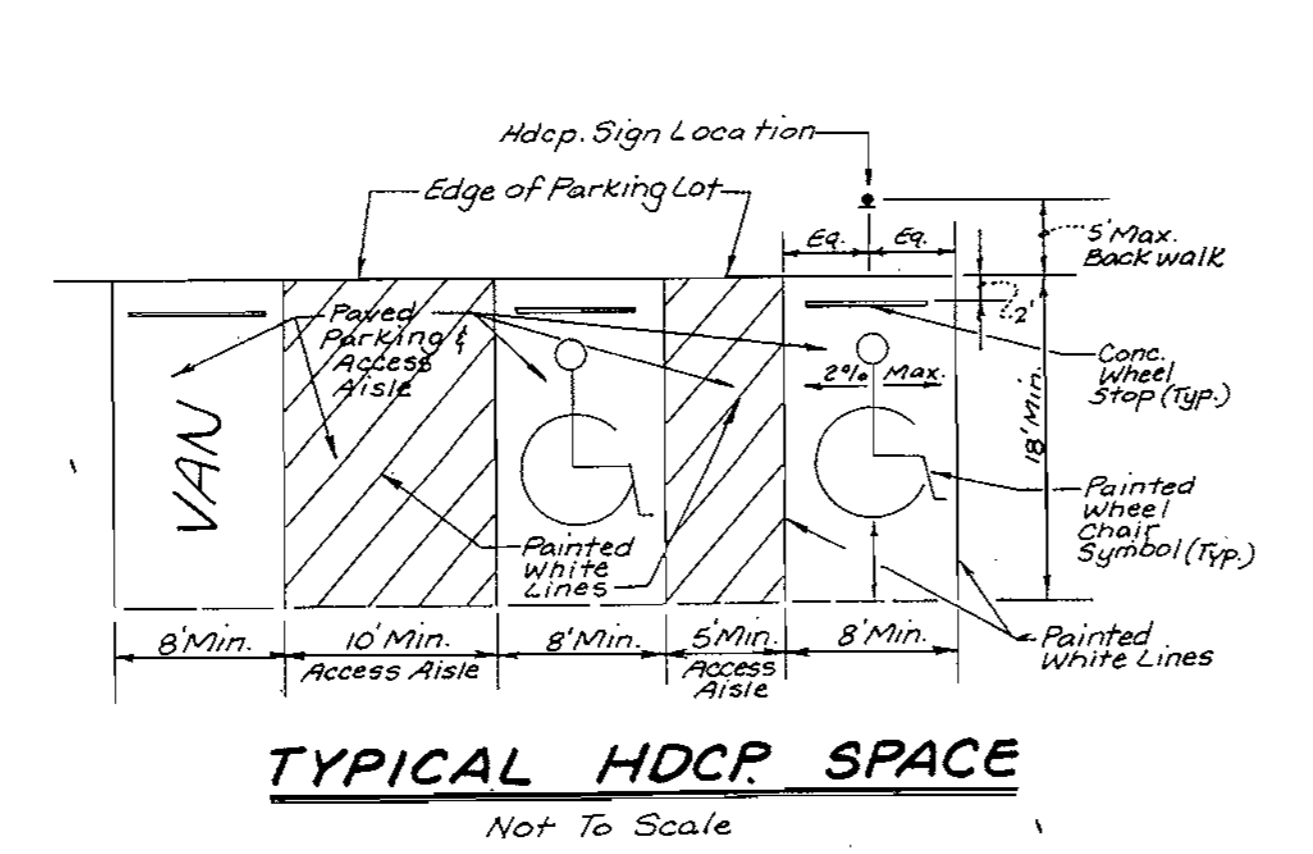 Hdcp. Sign Location
Edge of Parking Lot
Eq. Eq.
5' Max.
Back walk
2'
Paved
Parking &
Access
Aisle
2% Max.
Conc.
Wheel
Stop (Typ.)
18' Min.
VAN
Painted
Wheel
Chair
Symbol (Typ.)
Painted
White
Lines
Painted
White Lines
8' Min. 10' Min. 8' Min. 5' Min. 8' Min.
Access Aisle
Access
Aisle
TYPICAL HDCP. SPACE
Not To Scale